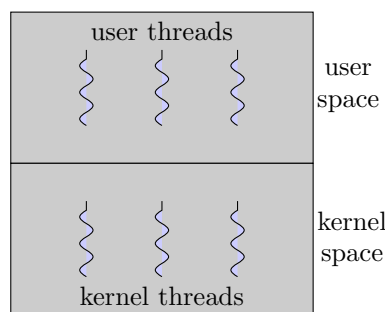 user threads
user
space
kernel
space
kernel threads